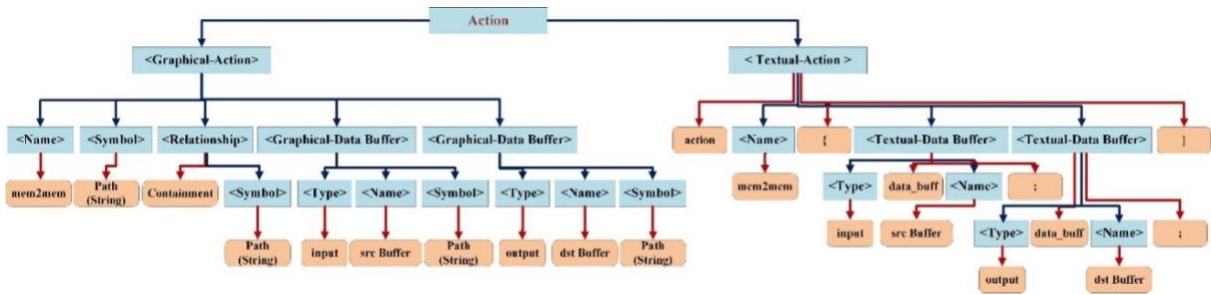 Action
<Graphical-Action>
< Textual-Action >
<Name>
<Symbol>
<Relationship>
<Graphical-Data Buffer>
<Graphical-Data Buffer>
action
<Name>
{
<Textual-Data Buffer>
<Textual-Data Buffer>
}
mem2mem
Path
(String)
Containment
<Symbol>
<Type>
<Name>
<Symbol>
<Type>
<Name>
<Symbol>
mem2mem
<Type>
data_buff
<Name>
;
Path
(String)
input
src Buffer
Path
(String)
output
dst Buffer
Path
(String)
input
src Buffer
<Type>
data_buff
<Name>
;
output
dst Buffer